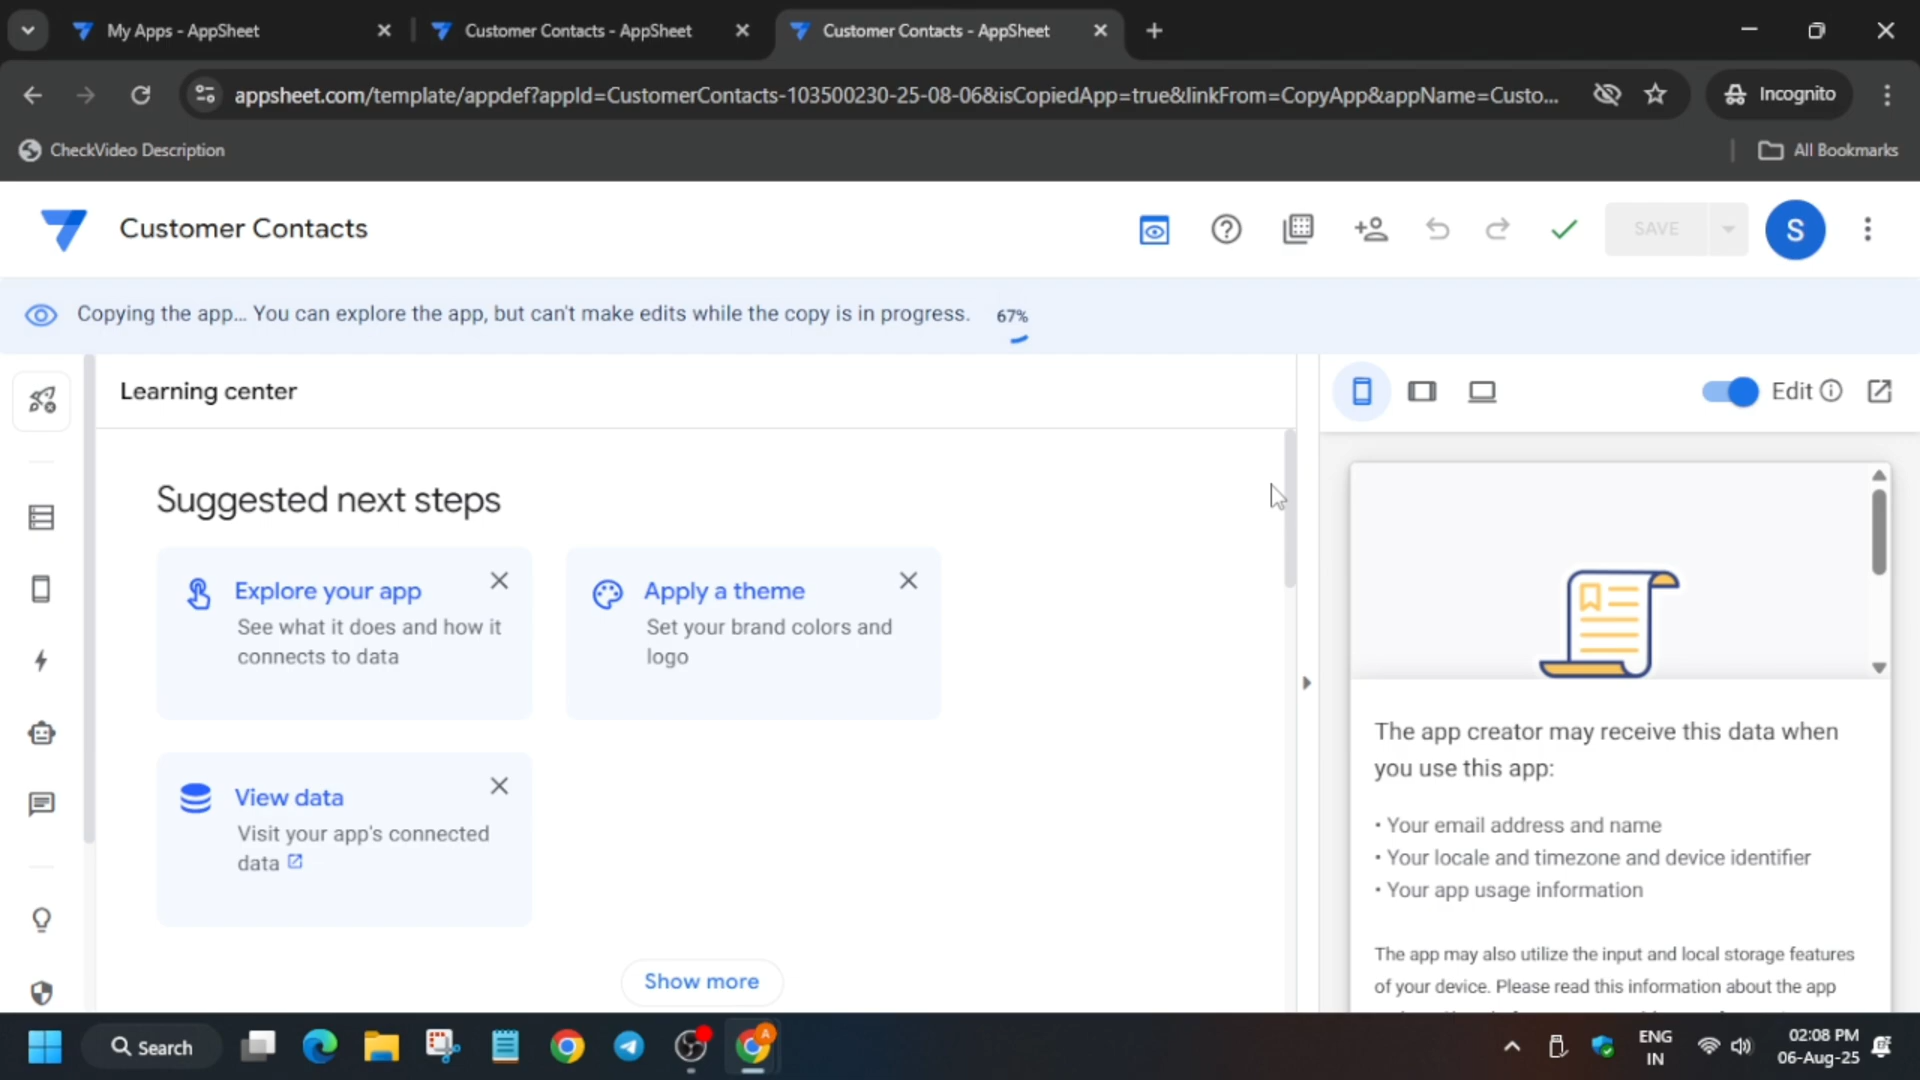 My Apps - AppSheet
Customer Contacts - AppSheet
Customer Contacts - AppSheet
appsheet.com/template/appdef?appId=CustomerContacts-103500230-25-08-06&isCopiedApp=true&linkFrom=CopyApp&appName=Custo...
Incognito
CheckVideo Description
All Bookmarks
Customer Contacts
SAVE
S
Copying the app... You can explore the app, but can't make edits while the copy is in progress. 67%
Learning center
Edit
Suggested next steps
Explore your app
See what it does and how it
connects to data
Apply a theme
Set your brand colors and
logo
View data
Visit your app's connected
data
Show more
The app creator may receive this data when
you use this app:
• Your email address and name
• Your locale and timezone and device identifier
• Your app usage information
The app may also utilize the input and local storage features
of your device. Please read this information about the app
Search
A
ENG
IN
02:08 PM
06-Aug-25